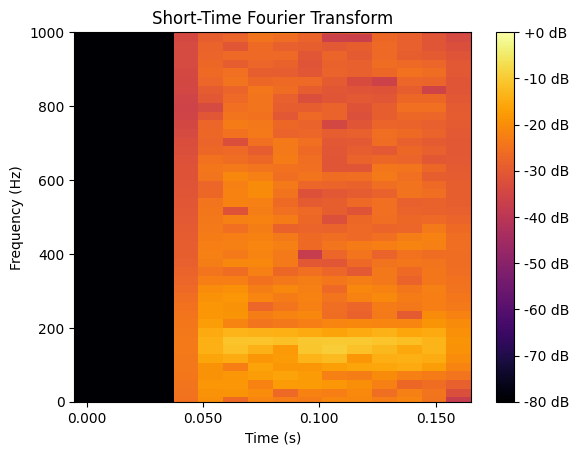 Short-Time Fourier Transform
Frequency (Hz)
1000
800
600
400
200
0
0.000
0.050
0.100
0.150
Time (s)
+0 dB
-10 dB
-20 dB
-30 dB
-40 dB
-50 dB
-60 dB
-70 dB
-80 dB